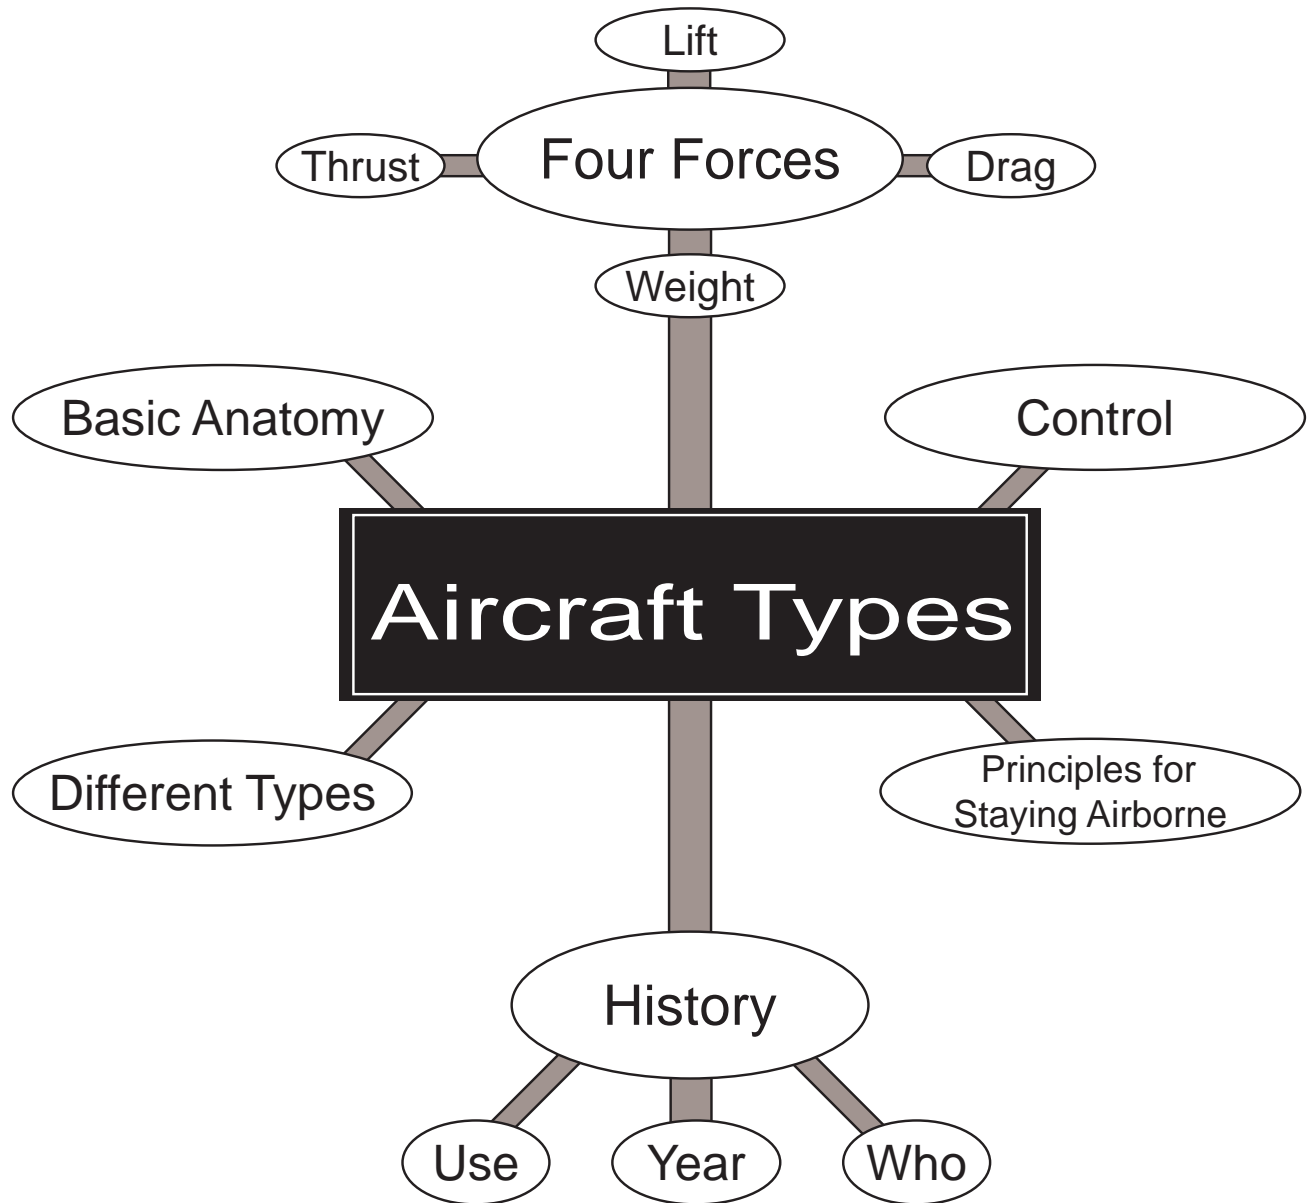 Lift
Four Forces
Thrust
Drag
Weight
Basic Anatomy
Control
Aircraft Types
Different Types
Principles for
Staying Airborne
History
Use
Year
Who